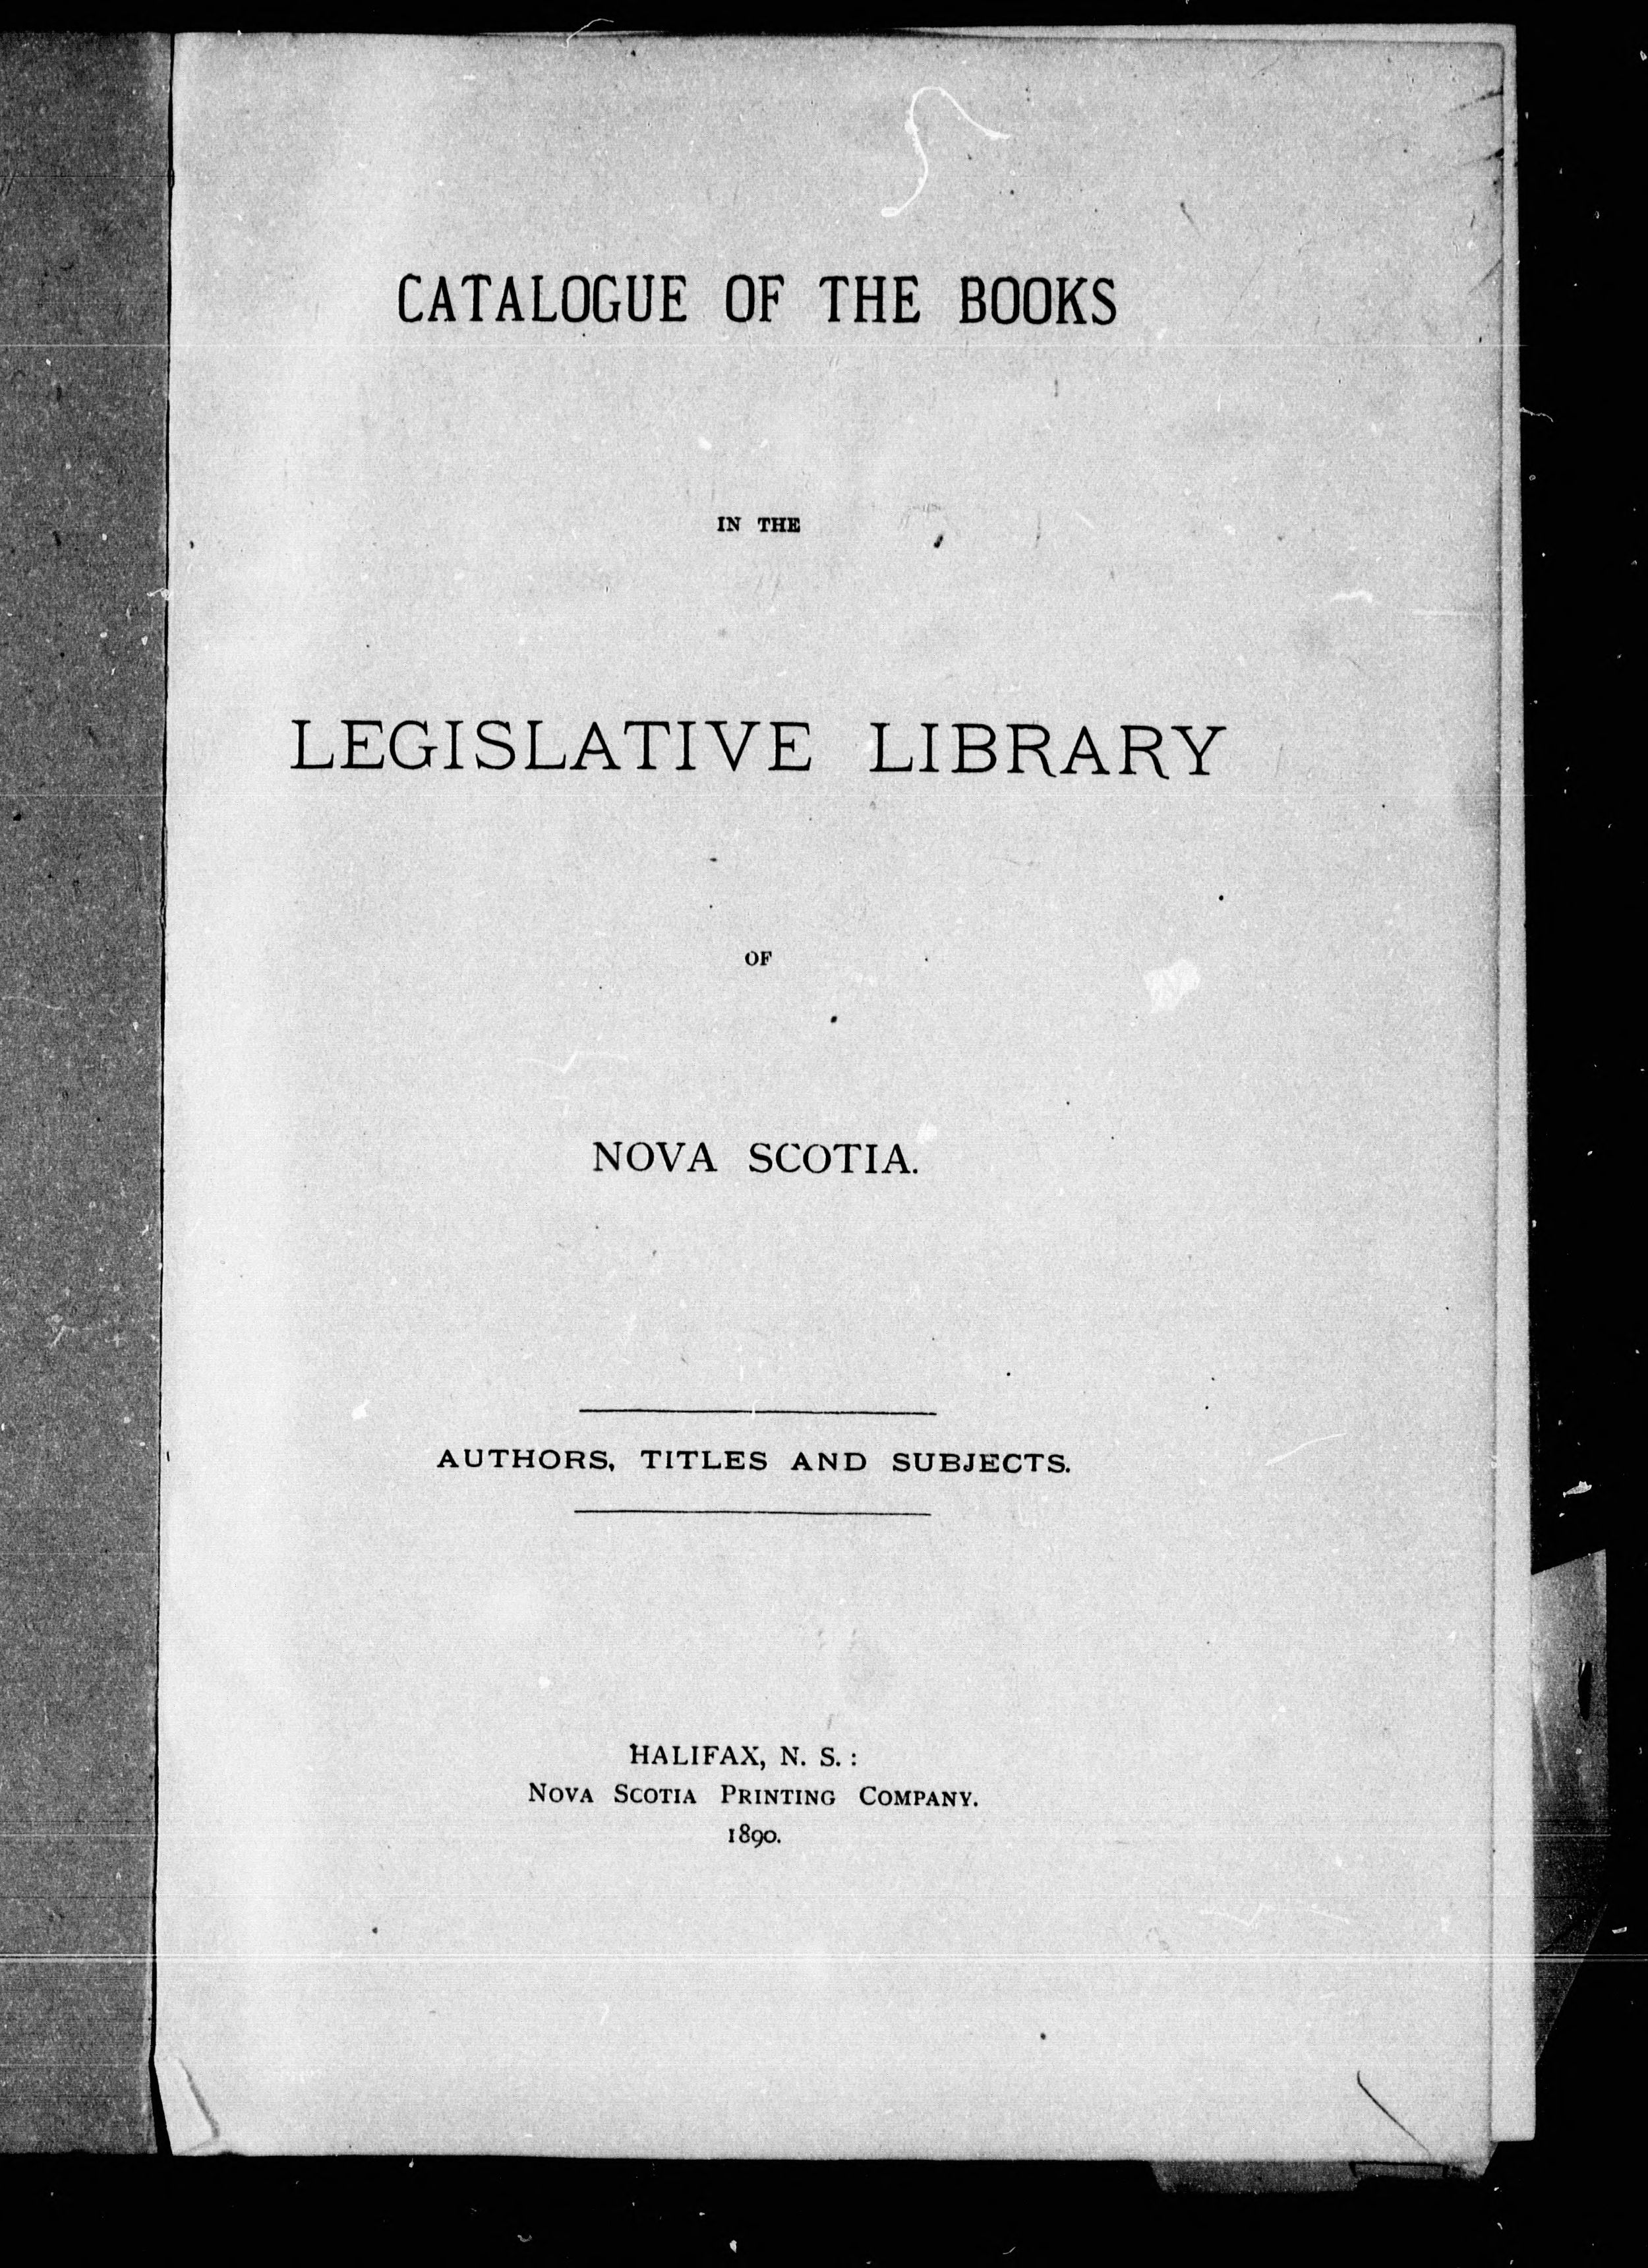 CATALOGUE OF THE BOOKS
IN THE
LEGISLATIVE LIBRARY
OF
NOVA SCOTIA.
AUTHORS, TITLES AND SUBJECTS.
HALIFAX, N. S. :
NOVA SCOTIA PRINTING COMPANY.
1890.